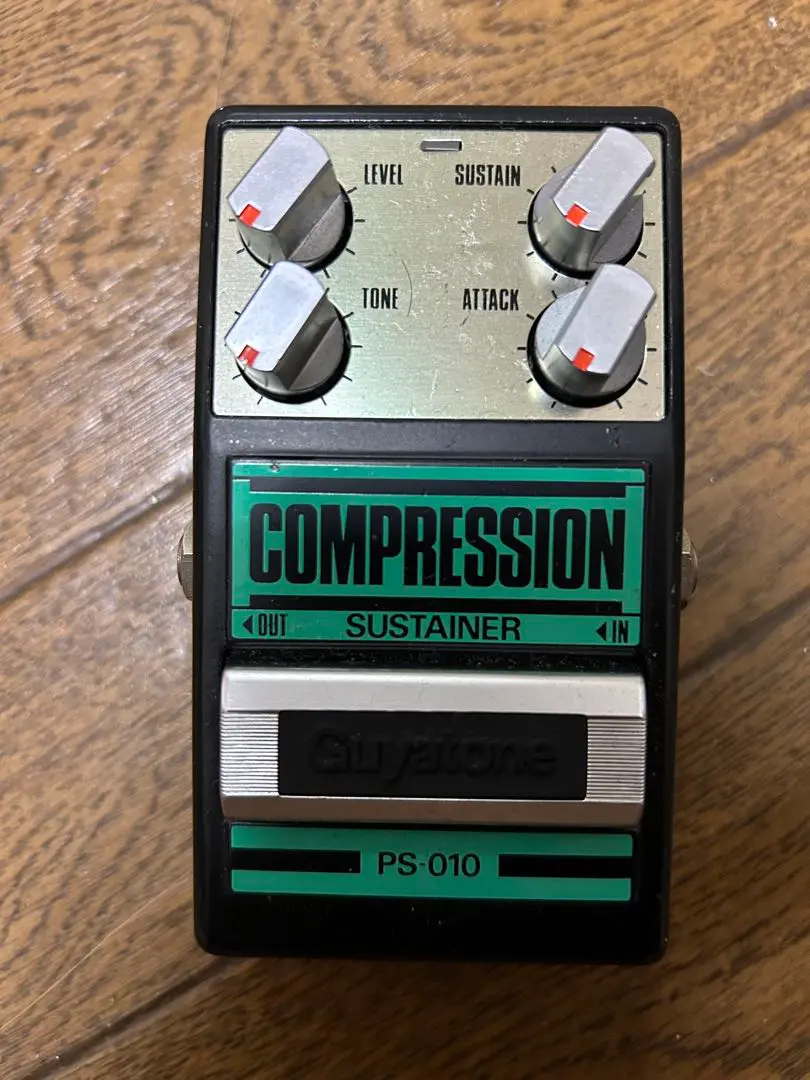 LEVEL SUSTAIN
TONE ATTACK
COMPRESSION
◀OUT SUSTAINER ◀IN
Guyatone
PS-010